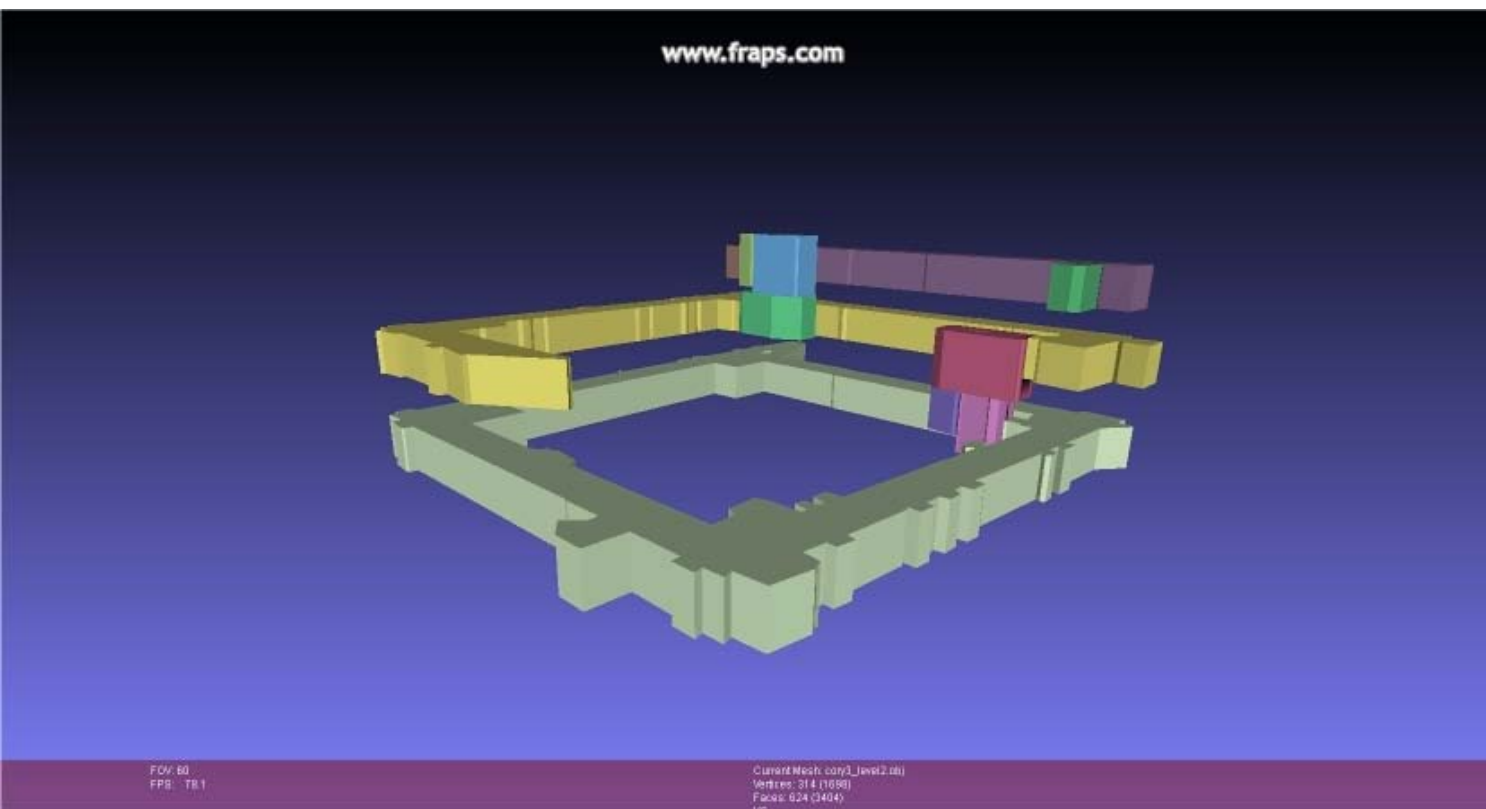 www.fraps.com
FOV: 60
FPS: 78.1
Current Mesh: cory3_level2.obj
Vertices: 314 (1698)
Faces: 624 (3404)